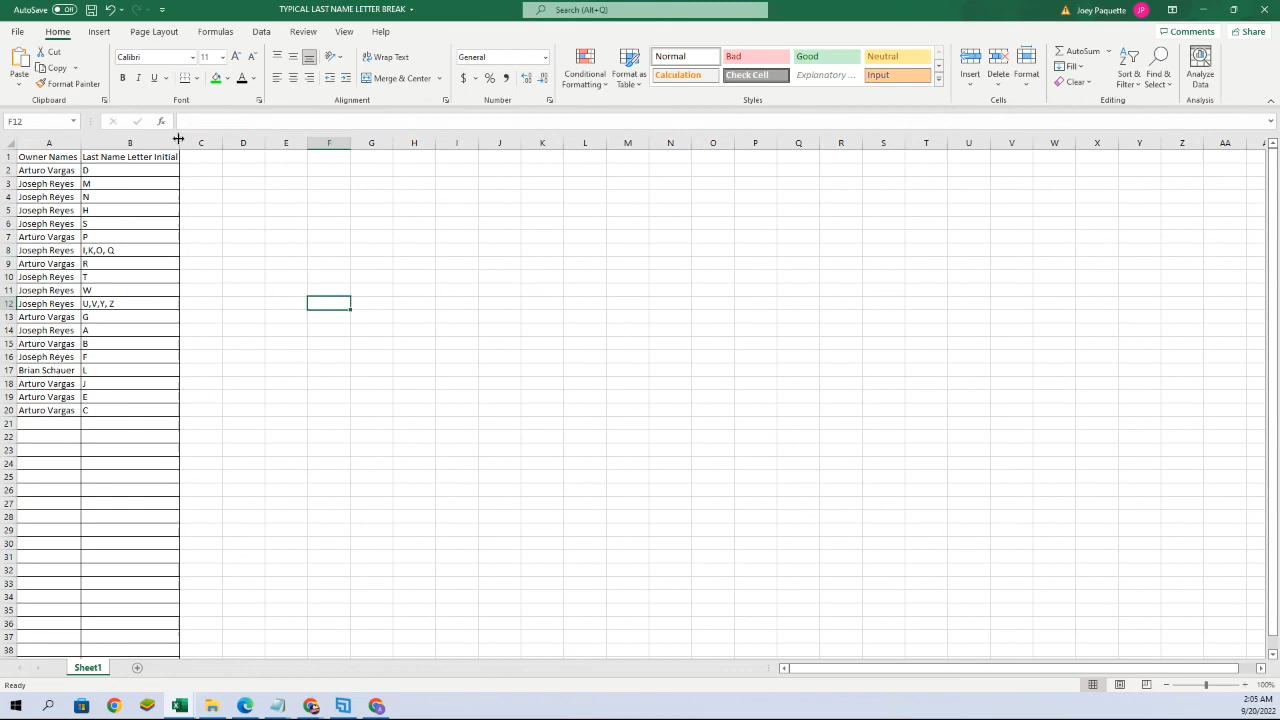 AutoSave Off TYPICAL LAST NAME LETTER BREAK Search (Alt+Q) Joey Paquette JP
File Home Insert Page Layout Formulas Data Review View Help Comments Share
Paste Cut Copy Format Painter Clipboard
Calibri 11 A A B I U A Font
ab Wrap Text Merge & Center Alignment
General $ % 9 Number
Conditional Formatting Format as Table Normal Bad Good Neutral
Calculation Check Cell Explanatory ... Input Styles
Insert Delete Format Cells
AutoSum Fill Clear Sort & Filter Find & Select Editing
Analyze Data Analysis
F12 fx
A B C D E F G H I J K L M N O P Q R S T U V W X Y Z AA
1 Owner Names Last Name Letter Initial
2 Arturo Vargas D
3 Joseph Reyes M
4 Joseph Reyes N
5 Joseph Reyes H
6 Joseph Reyes S
7 Arturo Vargas P
8 Joseph Reyes I,K,O, Q
9 Arturo Vargas R
10 Joseph Reyes T
11 Joseph Reyes W
12 Joseph Reyes U,V,Y, Z
13 Arturo Vargas G
14 Joseph Reyes A
15 Arturo Vargas B
16 Joseph Reyes F
17 Brian Schauer L
18 Arturo Vargas J
19 Arturo Vargas E
20 Arturo Vargas C
21
22
23
24
25
26
27
28
29
30
31
32
33
34
35
36
37
38
Sheet1
Ready 100%
2:05 AM
9/20/2022